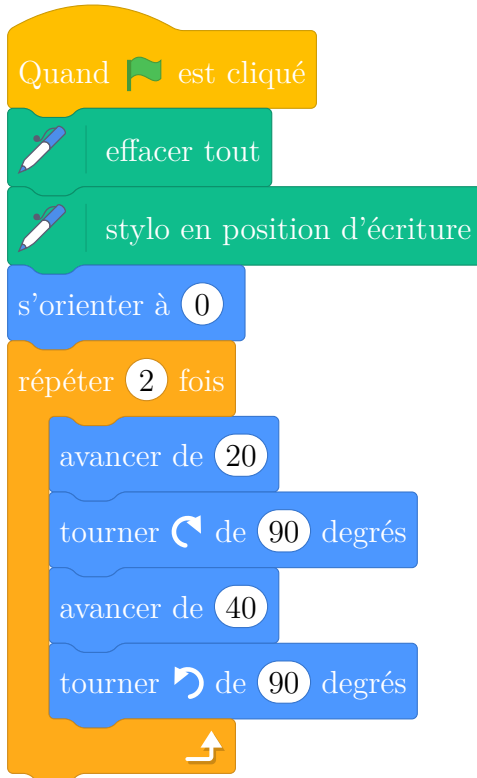 Quand est cliqué
effacer tout
stylo en position d'écriture
s'orienter à 0
répéter 2 fois
avancer de 20
tourner de 90 degrés
avancer de 40
tourner de 90 degrés